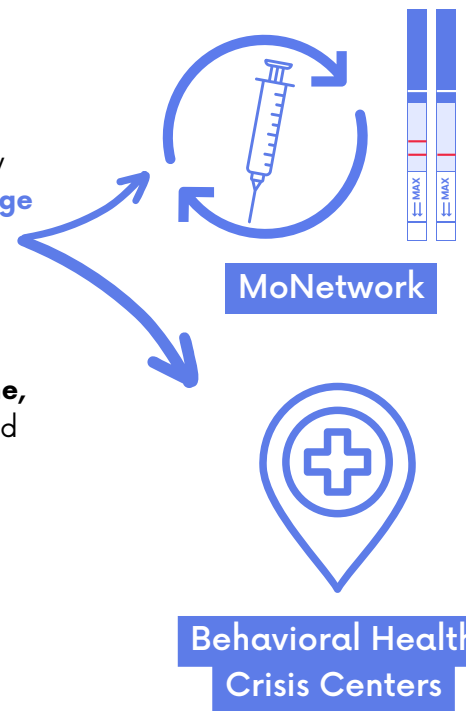 ge
MAX
MAX
MoNetwork
e,
d
Behavioral Health
Crisis Centers